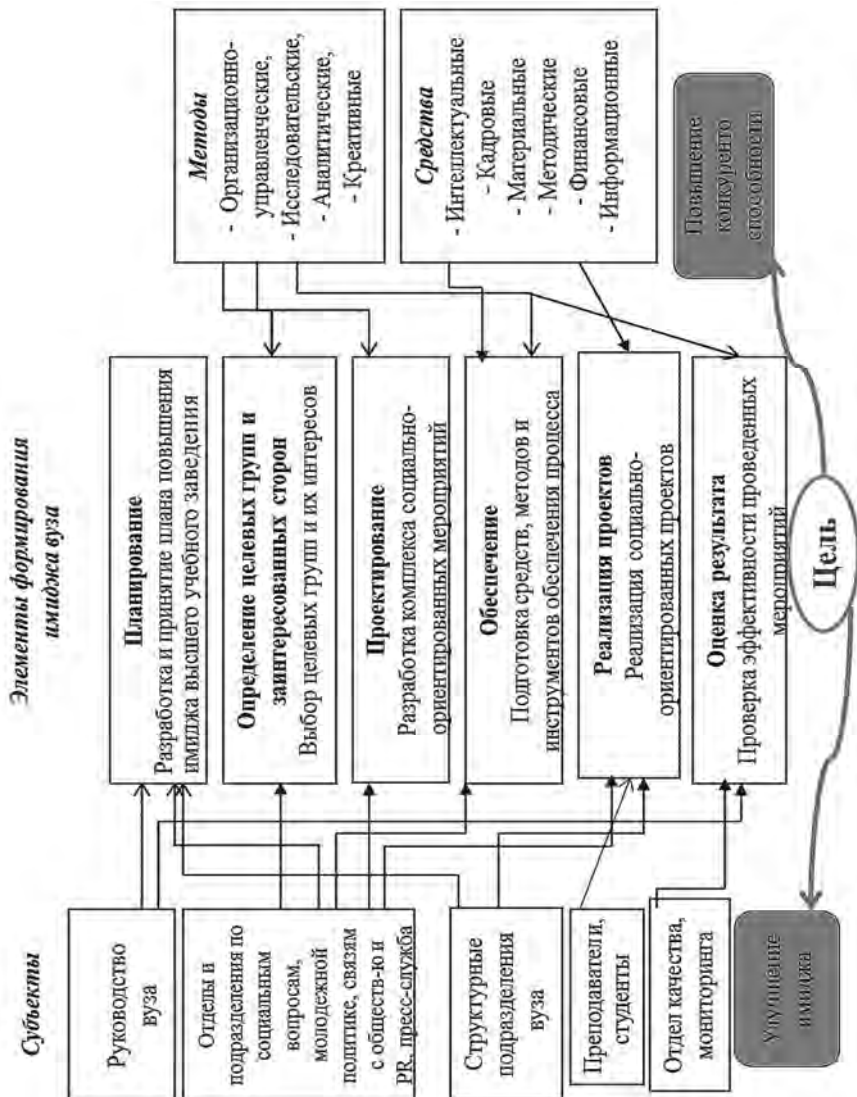 Элементы формирования
имиджа вуза
Субъекты
Руководство
вуза
Отделы и
подразделения по
социальным
вопросам,
молодежной
политике, связям
с обществ-ю и
PR, пресс-служба
Структурные
подразделения
вуза
Преподаватели,
студенты
Отдел качества,
мониторинга
Планирование
Разработка и принятие плана повышения
имиджа высшего учебного заведения
Определение целевых групп и
заинтересованных сторон
Выбор целевых групп и их интересов
Проектирование
Разработка комплекса социально-
ориентированных мероприятий
Обеспечение
Подготовка средств, методов и
инструментов обеспечения процесса
Реализация проектов
Реализация социально-
ориентированных проектов
Оценка результата
Проверка эффективности проведенных
мероприятий
Методы
- Организационно-
управленческие,
- Исследовательские,
- Аналитические,
- Креативные
Средства
- Интеллектуальные
- Кадровые
- Материальные
- Методические
- Финансовые
- Информационные
Улучшение
имиджа
Цель
Повышение
конкуренто
способности